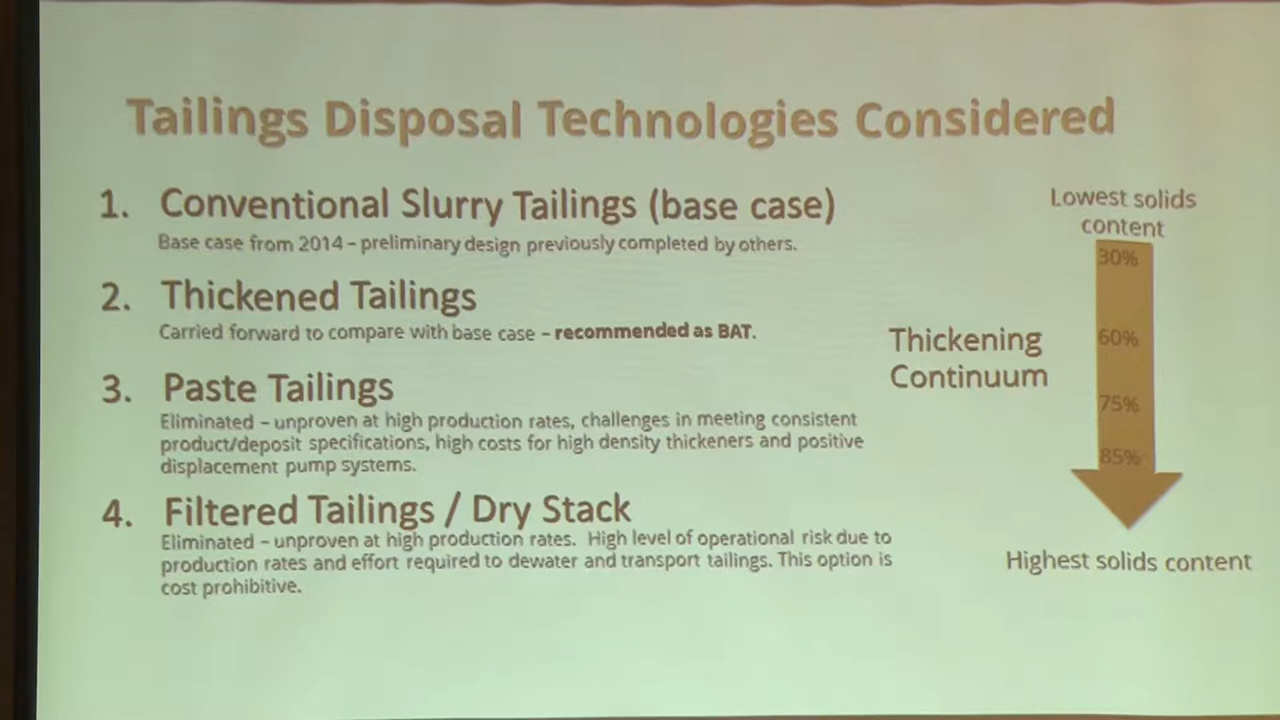 Tailings Disposal Technologies Considered
1. Conventional Slurry Tailings (base case)
Base case from 2014 – preliminary design previously completed by others.
2. Thickened Tailings
Carried forward to compare with base case – recommended as BAT.
3. Paste Tailings
Eliminated – unproven at high production rates, challenges in meeting consistent
product/deposit specifications, high costs for high density thickeners and positive
displacement pump systems.
4. Filtered Tailings / Dry Stack
Eliminated – unproven at high production rates. High level of operational risk due to
production rates and effort required to dewater and transport tailings. This option is
cost prohibitive.
Lowest solids
content
30%
60%
75%
85%
Thickening
Continuum
Highest solids content